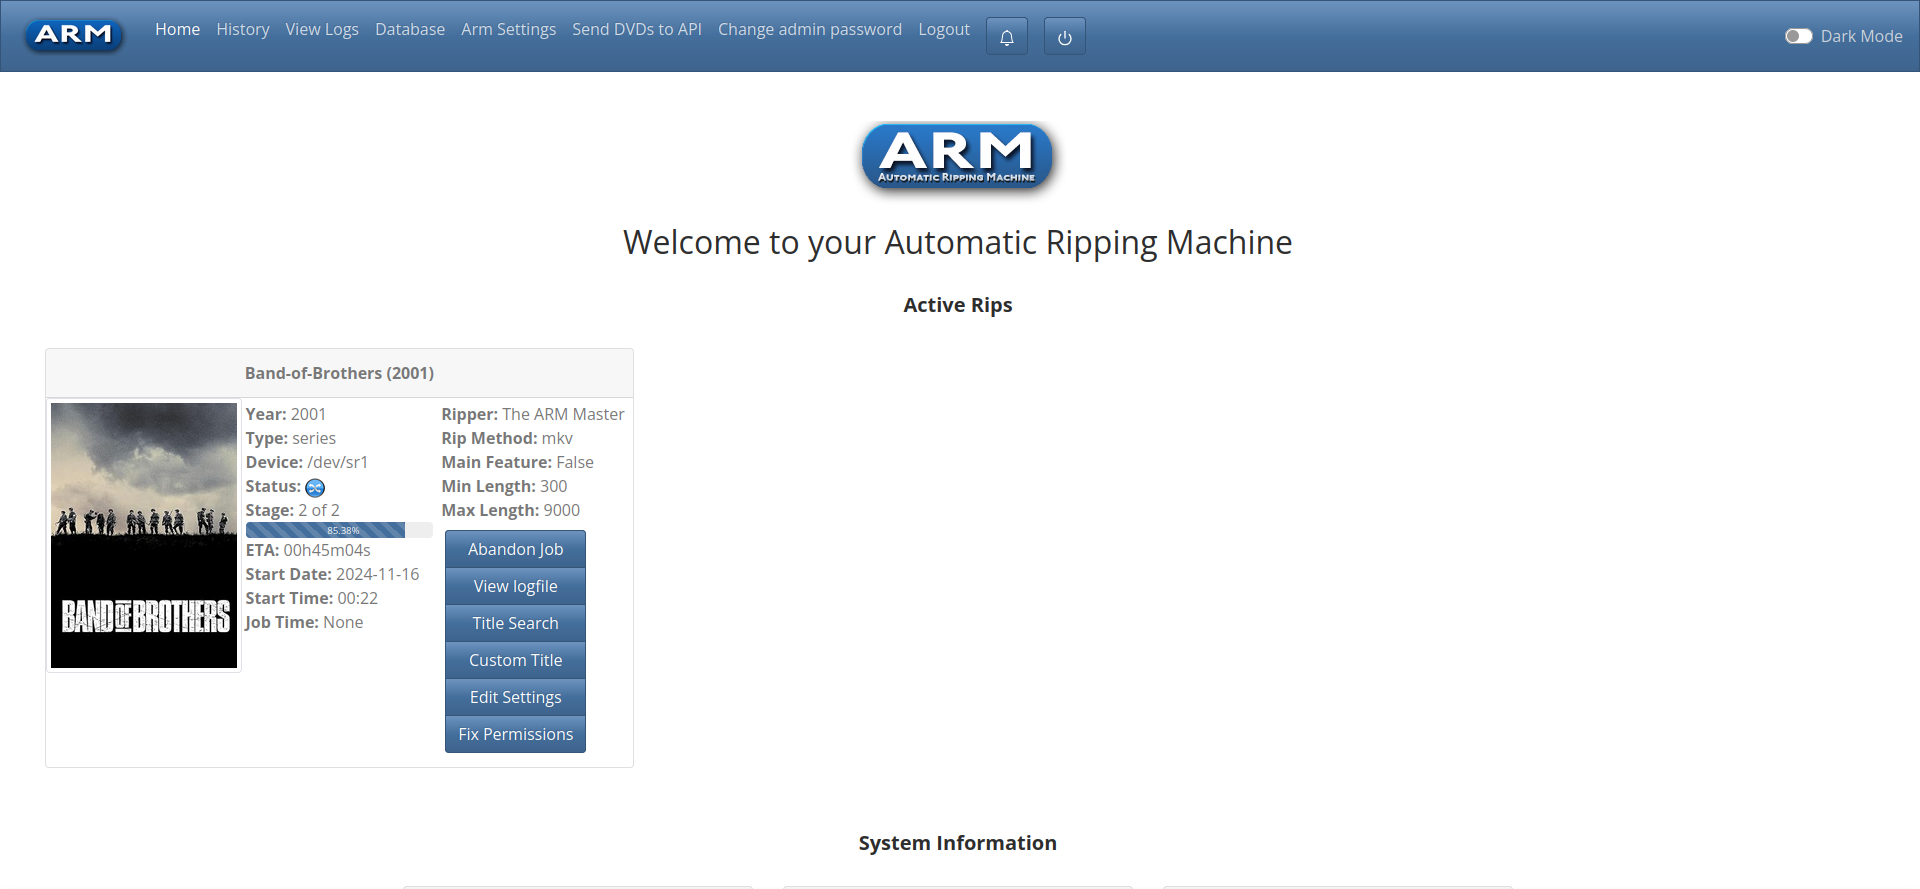 ARM
Home History View Logs Database Arm Settings Send DVDs to API Change admin password Logout
Dark Mode
ARM
AUTOMATIC RIPPING MACHINE
Welcome to your Automatic Ripping Machine
Active Rips
Band-of-Brothers (2001)
BAND OF BROTHERS
Year: 2001
Type: series
Device: /dev/sr1
Status:
Stage: 2 of 2
85.38%
ETA: 00h45m04s
Start Date: 2024-11-16
Start Time: 00:22
Job Time: None
Ripper: The ARM Master
Rip Method: mkv
Main Feature: False
Min Length: 300
Max Length: 9000
Abandon Job
View logfile
Title Search
Custom Title
Edit Settings
Fix Permissions
System Information